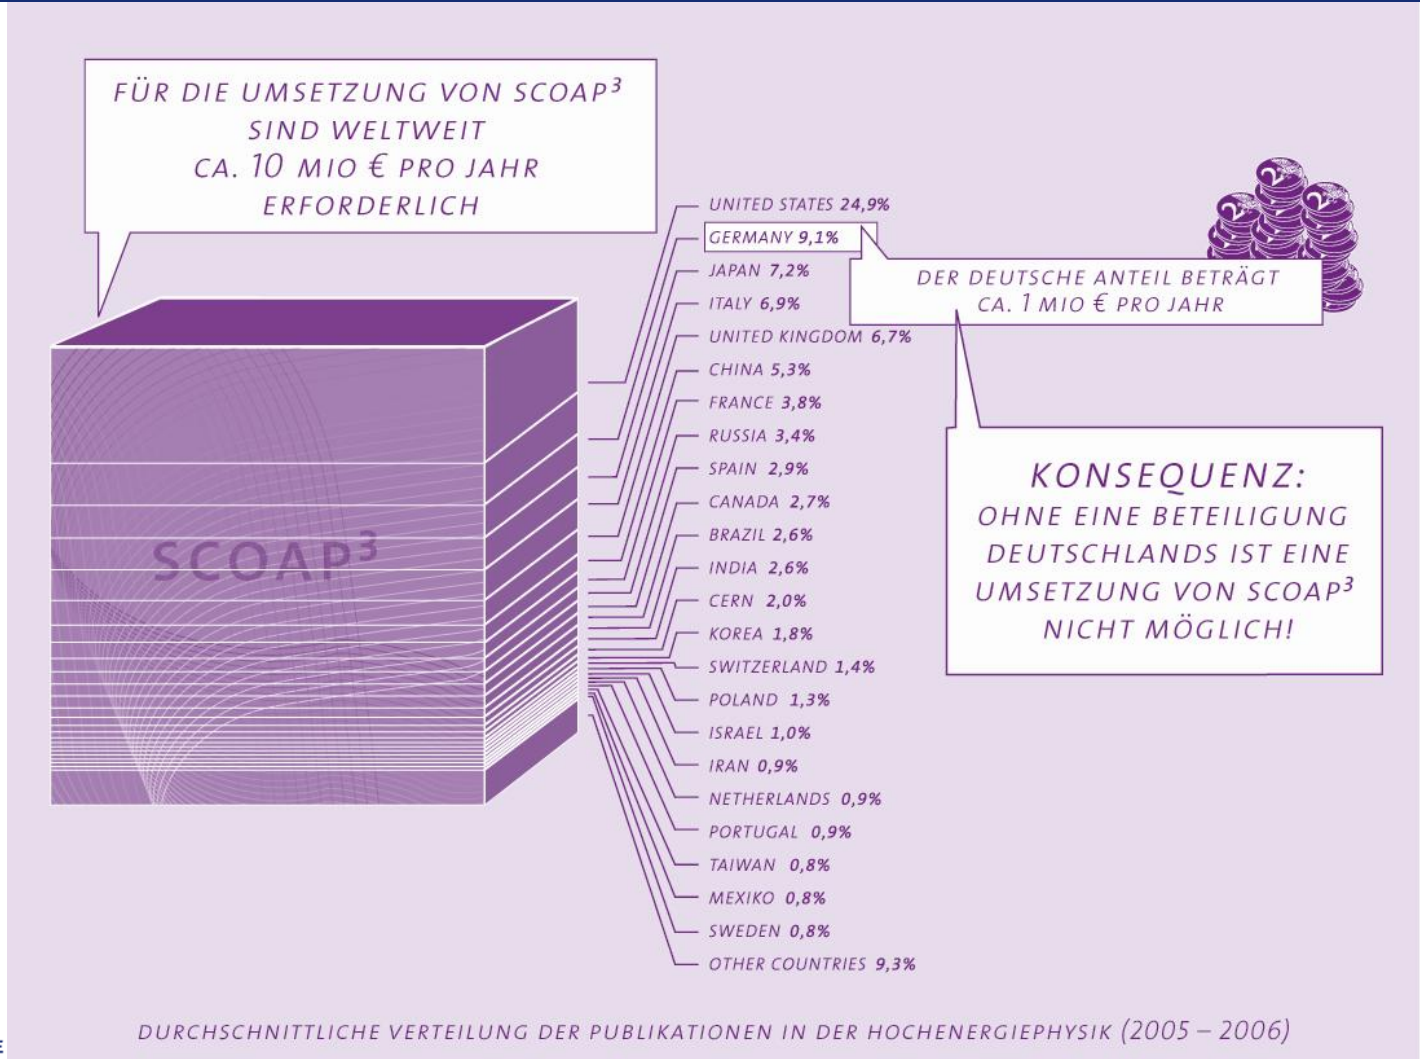 FÜR DIE UMSETZUNG VON SCOAP³
SIND WELTWEIT
CA. 10 MIO € PRO JAHR
ERFORDERLICH
UNITED STATES 24,9%
GERMANY 9,1%
JAPAN 7,2%
ITALY 6,9%
UNITED KINGDOM 6,7%
CHINA 5,3%
FRANCE 3,8%
RUSSIA 3,4%
SPAIN 2,9%
CANADA 2,7%
BRAZIL 2,6%
INDIA 2,6%
CERN 2,0%
KOREA 1,8%
SWITZERLAND 1,4%
POLAND 1,3%
ISRAEL 1,0%
IRAN 0,9%
NETHERLANDS 0,9%
PORTUGAL 0,9%
TAIWAN 0,8%
MEXIKO 0,8%
SWEDEN 0,8%
OTHER COUNTRIES 9,3%
2
2
2
DER DEUTSCHE ANTEIL BETRÄGT
CA. 1 MIO € PRO JAHR
KONSEQUENZ:
OHNE EINE BETEILIGUNG
DEUTSCHLANDS IST EINE
UMSETZUNG VON SCOAP³
NICHT MÖGLICH!
SCOAP³
DURCHSCHNITTLICHE VERTEILUNG DER PUBLIKATIONEN IN DER HOCHENERGIEPHYSIK (2005 – 2006)